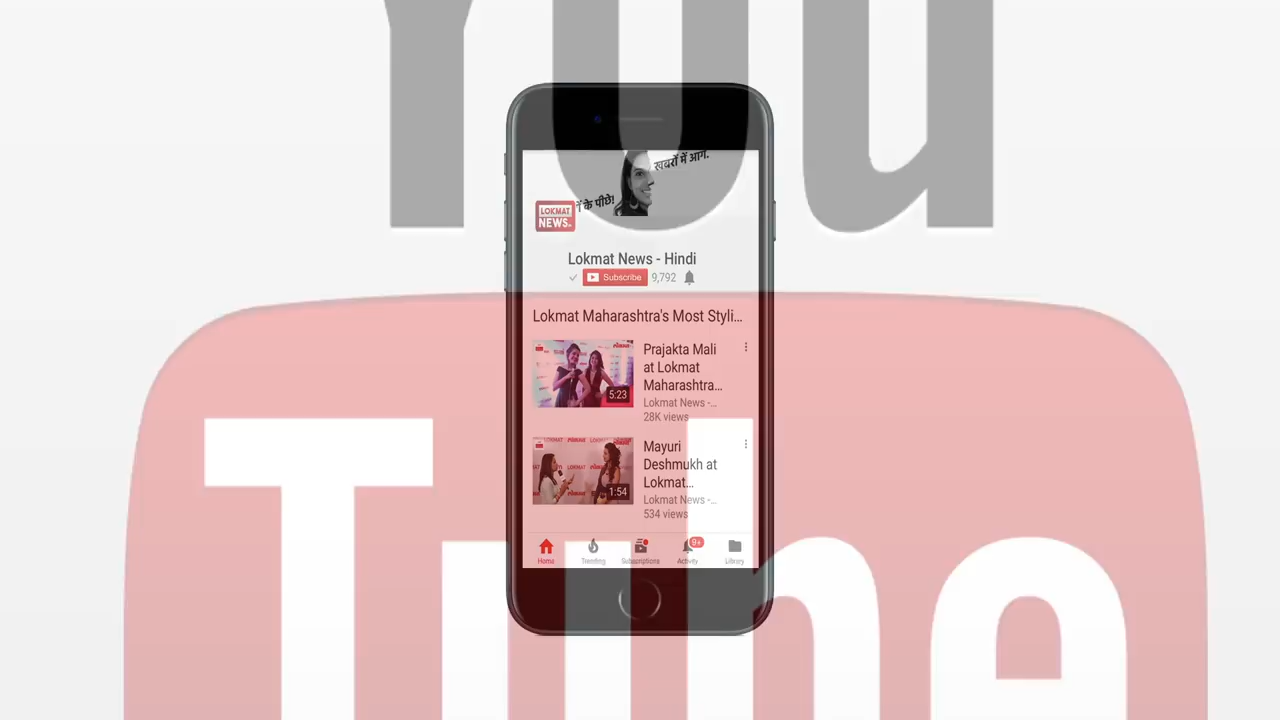 You
Tube
खबरों में आगे.
के पीछे!
LOKMAT
NEWS
Lokmat News - Hindi
Subscribe 9,792
Lokmat Maharashtra's Most Styli...
Prajakta Mali
at Lokmat
Maharashtra...
Lokmat News -...
28K views
5:23
Mayuri
Deshmukh at
Lokmat...
Lokmat News -...
534 views
1:54
9+
Home Trending Subscriptions Activity Library